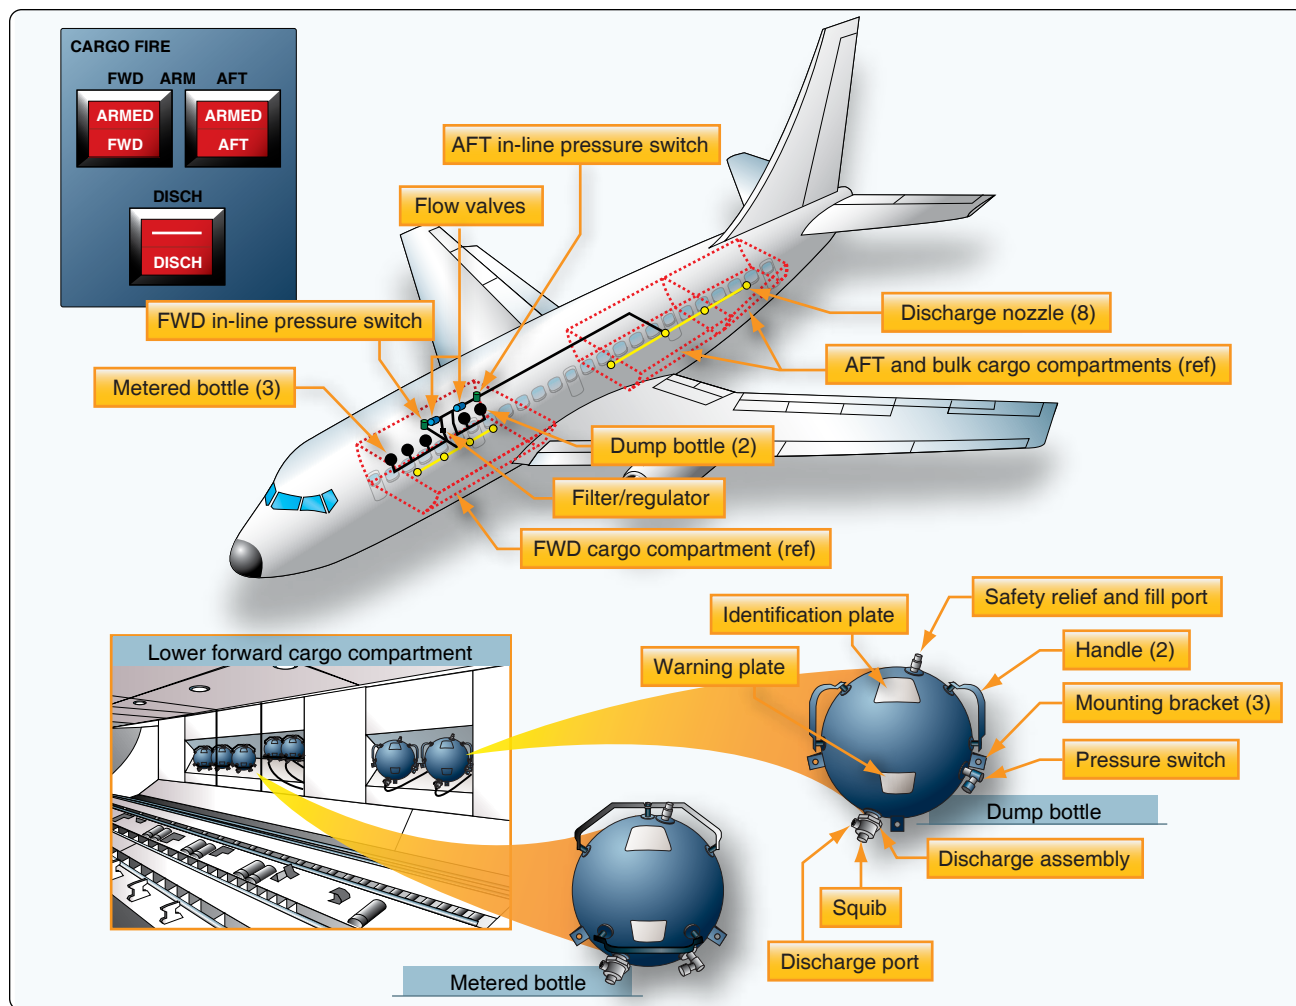 CARGO FIRE
FWD ARM AFT
ARMED
FWD
ARMED
AFT
DISCH
DISCH
AFT in-line pressure switch
Flow valves
FWD in-line pressure switch
Metered bottle (3)
Discharge nozzle (8)
AFT and bulk cargo compartments (ref)
Dump bottle (2)
Filter/regulator
FWD cargo compartment (ref)
Lower forward cargo compartment
Safety relief and fill port
Identification plate
Handle (2)
Warning plate
Mounting bracket (3)
Pressure switch
Dump bottle
Discharge assembly
Squib
Discharge port
Metered bottle